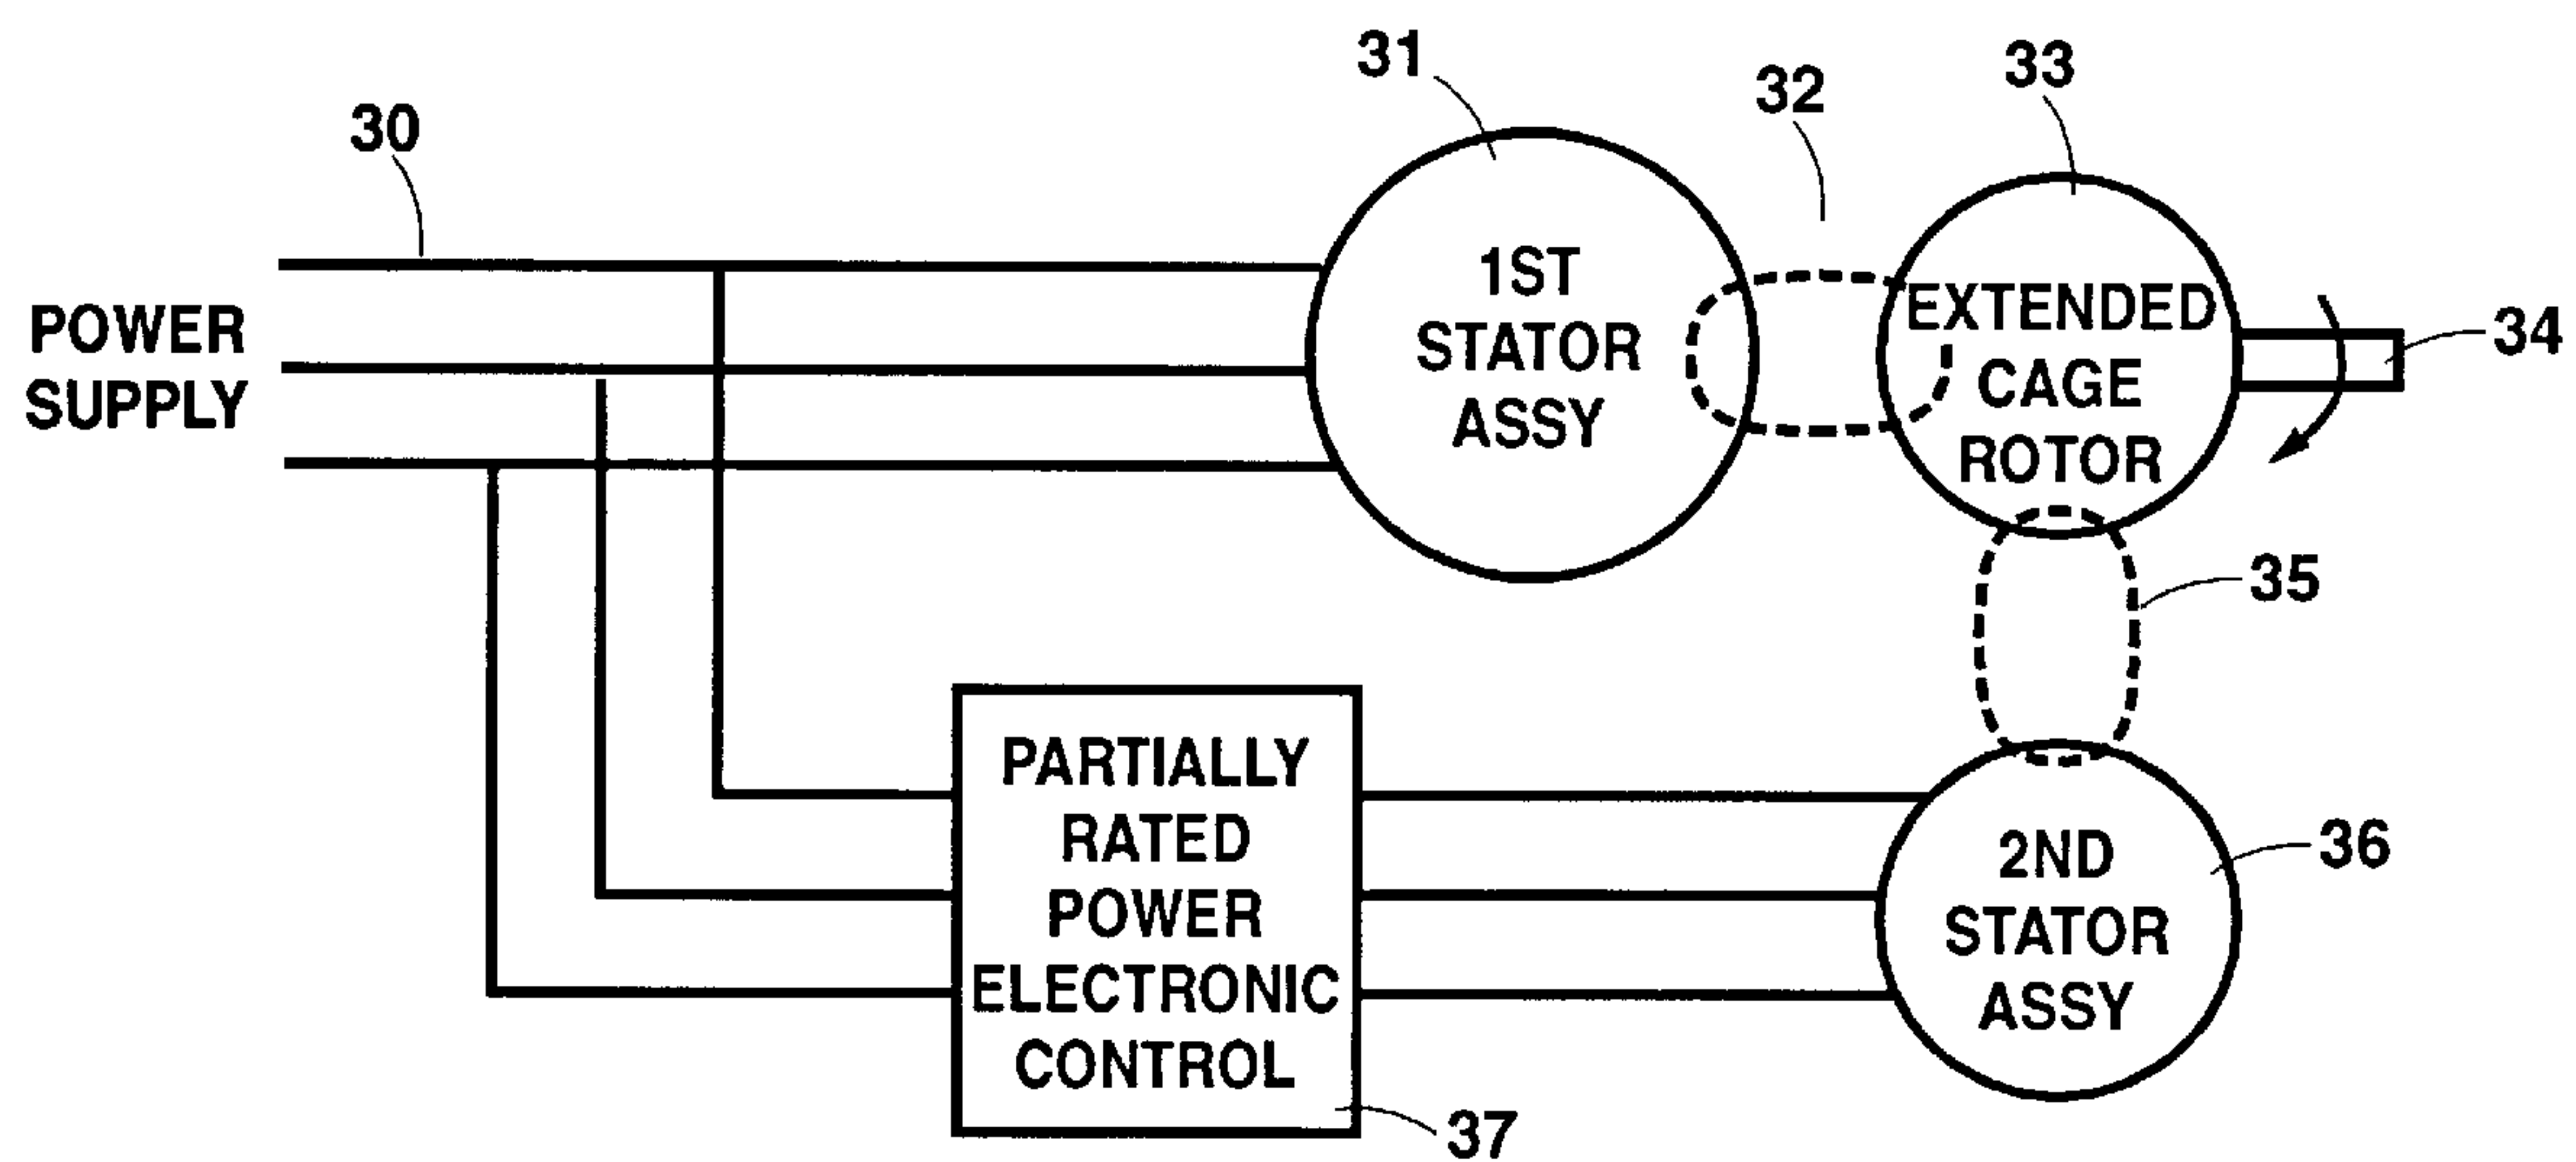 30
31
32
33
34
35
36
37
POWER
SUPPLY
1ST
STATOR
ASSY
EXTENDED
CAGE
ROTOR
PARTIALLY
RATED
POWER
ELECTRONIC
CONTROL
2ND
STATOR
ASSY